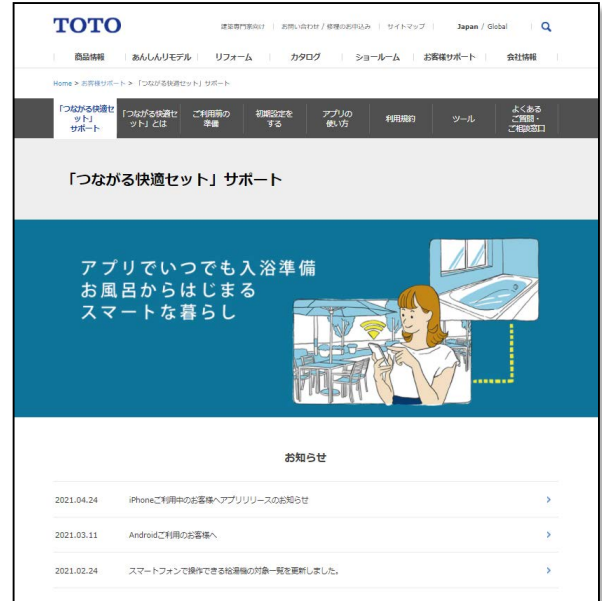 TOTO
建築専門家向け | お問い合わせ / 修理のお申込み | サイトマップ | Japan / Global
商品情報 | あんしんリモデル | リフォーム | カタログ | ショールーム | お客様サポート | 会社情報
Home > お客様サポート > 「つながる快適セット」サポート
「つながる快適セ
ット」
サポート
「つながる快適セ
ット」とは
ご利用前の
準備
初期設定を
する
アプリの
使い方
利用規約
ツール
よくある
ご質問・
ご相談窓口
「つながる快適セット」サポート
アプリでいつでも入浴準備
お風呂からはじまる
スマートな暮らし
お知らせ
2021.04.24 iPhoneご利用中のお客様へアプリリリースのお知らせ
2021.03.11 Androidご利用のお客様へ
2021.02.24 スマートフォンで操作できる給湯機の対象一覧を更新しました。